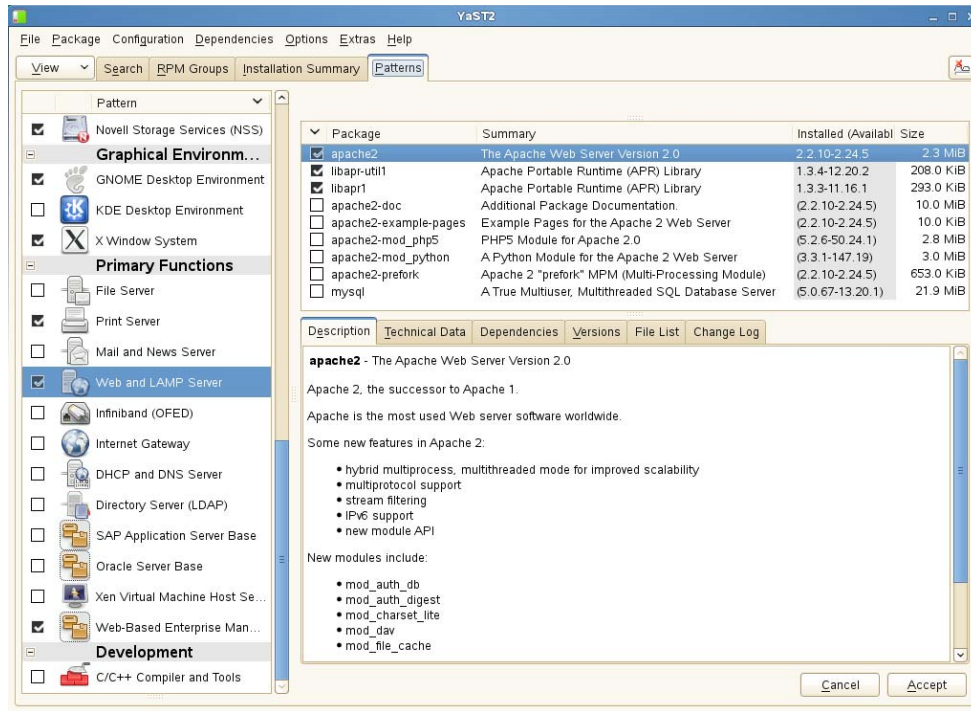 YaST2
File Package Configuration Dependencies Options Extras Help
View Search RPM Groups Installation Summary Patterns
Pattern
Novell Storage Services (NSS)
Graphical Environm...
GNOME Desktop Environment
KDE Desktop Environment
X Window System
Primary Functions
File Server
Print Server
Mail and News Server
Web and LAMP Server
Infiniband (OFED)
Internet Gateway
DHCP and DNS Server
Directory Server (LDAP)
SAP Application Server Base
Oracle Server Base
Xen Virtual Machine Host Se...
Web-Based Enterprise Man...
Development
C/C++ Compiler and Tools
Package Summary Installed (Availabl Size
apache2 The Apache Web Server Version 2.0 2.2.10-2.24.5 2.3 MiB
libapr-util1 Apache Portable Runtime (APR) Library 1.3.4-12.20.2 208.0 KiB
libapr1 Apache Portable Runtime (APR) Library 1.3.3-11.16.1 293.0 KiB
apache2-doc Additional Package Documentation. (2.2.10-2.24.5) 10.0 MiB
apache2-example-pages Example Pages for the Apache 2 Web Server (2.2.10-2.24.5) 10.0 KiB
apache2-mod_php5 PHP5 Module for Apache 2.0 (5.2.6-50.24.1) 2.8 MiB
apache2-mod_python A Python Module for the Apache 2 Web Server (3.3.1-147.19) 3.0 MiB
apache2-prefork Apache 2 "prefork" MPM (Multi-Processing Module) (2.2.10-2.24.5) 653.0 KiB
mysql A True Multiuser, Multithreaded SQL Database Server (5.0.67-13.20.1) 21.9 MiB
Description Technical Data Dependencies Versions File List Change Log
apache2 - The Apache Web Server Version 2.0
Apache 2, the successor to Apache 1.
Apache is the most used Web server software worldwide.
Some new features in Apache 2:
• hybrid multiprocess, multithreaded mode for improved scalability
• multiprotocol support
• stream filtering
• IPv6 support
• new module API
New modules include:
• mod_auth_db
• mod_auth_digest
• mod_charset_lite
• mod_dav
• mod_file_cache
Cancel Accept